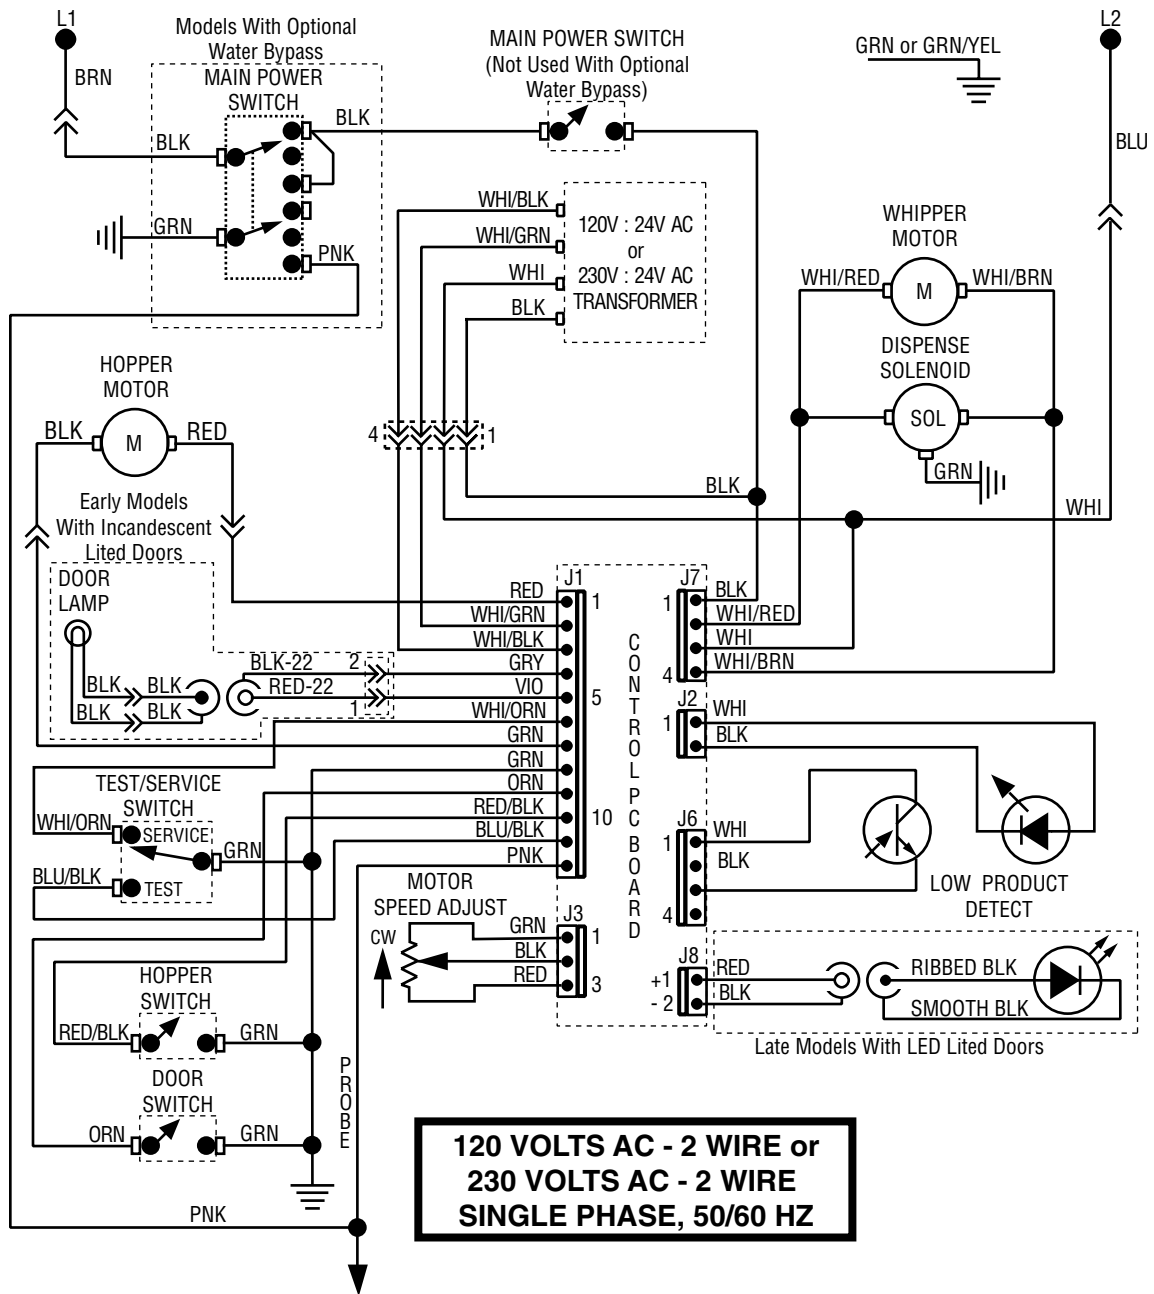 L1
Models With Optional
Water Bypass
MAIN POWER
SWITCH
BRN
BLK
GRN
PNK
BLK
MAIN POWER SWITCH
(Not Used With Optional
Water Bypass)
GRN or GRN/YEL
L2
BLU
WHI/BLK
WHI/GRN
WHI
BLK
120V : 24V AC
or
230V : 24V AC
TRANSFORMER
WHIPPER
MOTOR
WHI/RED
M
WHI/BRN
DISPENSE
SOLENOID
SOL
GRN
HOPPER
MOTOR
BLK
M
RED
4
1
BLK
WHI
Early Models
With Incandescent
Lited Doors
DOOR
LAMP
BLK
BLK
BLK
BLK
BLK-22
2
RED-22
1
J1
RED
1
WHI/GRN
WHI/BLK
GRY
VIO
5
WHI/ORN
GRN
GRN
ORN
RED/BLK
10
BLU/BLK
PNK
CONTROL PC BOARD
J7
1
BLK
WHI/RED
WHI
4
WHI/BRN
J2
1
WHI
BLK
J6
1
WHI
BLK
4
LOW PRODUCT
DETECT
TEST/SERVICE
SWITCH
WHI/ORN
SERVICE
GRN
BLU/BLK
TEST
MOTOR
SPEED ADJUST
CW
J3
GRN
1
BLK
RED
3
J8
+1
RED
- 2
BLK
RIBBED BLK
SMOOTH BLK
Late Models With LED Lited Doors
HOPPER
SWITCH
RED/BLK
GRN
DOOR
SWITCH
ORN
GRN
PROBE
PNK
120 VOLTS AC - 2 WIRE or
230 VOLTS AC - 2 WIRE
SINGLE PHASE, 50/60 HZ